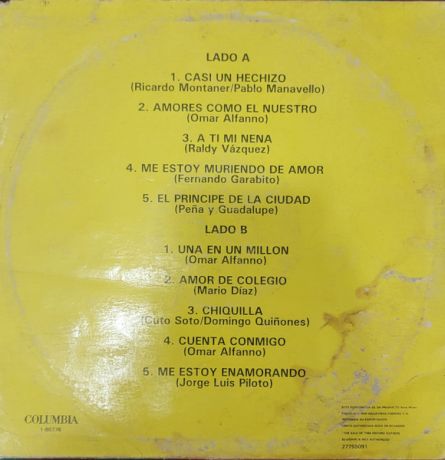 LADO A
1. CASI UN HECHIZO
(Ricardo Montaner/Pablo Manavello)
2. AMORES COMO EL NUESTRO
(Omar Alfanno)
3. A TI MI NENA
(Raldy Vázquez)
4. ME ESTOY MURIENDO DE AMOR
(Fernando Garabito)
5. EL PRINCIPE DE LA CIUDAD
(Peña y Guadalupe)
LADO B
1. UNA EN UN MILLON
(Omar Alfanno)
2. AMOR DE COLEGIO
(Mario Díaz)
3. CHIQUILLA
(Cuto Soto/Domingo Quiñones)
4. CUENTA CONMIGO
(Omar Alfanno)
5. ME ESTOY ENAMORANDO
(Jorge Luis Piloto)
COLUMBIA